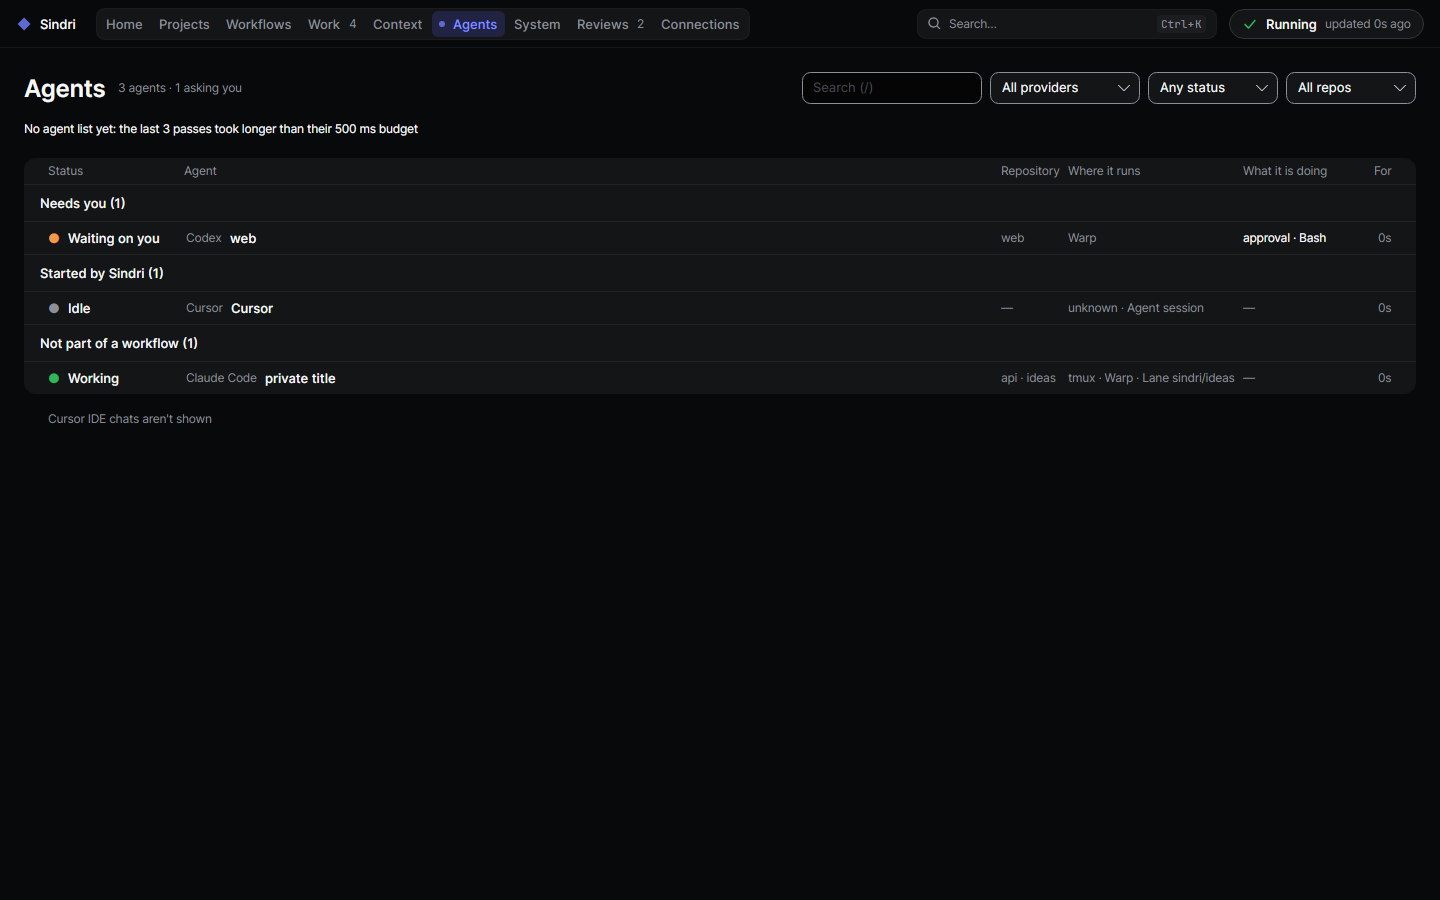 Sindri Home Projects Workflows Work 4 Context Agents System Reviews 2 Connections Search... Ctrl+K Running updated 0s ago
Agents 3 agents · 1 asking you Search (/) All providers Any status All repos
No agent list yet: the last 3 passes took longer than their 500 ms budget
Status Agent Repository Where it runs What it is doing For
Needs you (1)
Waiting on you Codex web web Warp approval · Bash 0s
Started by Sindri (1)
Idle Cursor Cursor — unknown · Agent session — 0s
Not part of a workflow (1)
Working Claude Code private title api · ideas tmux · Warp · Lane sindri/ideas — 0s
Cursor IDE chats aren't shown